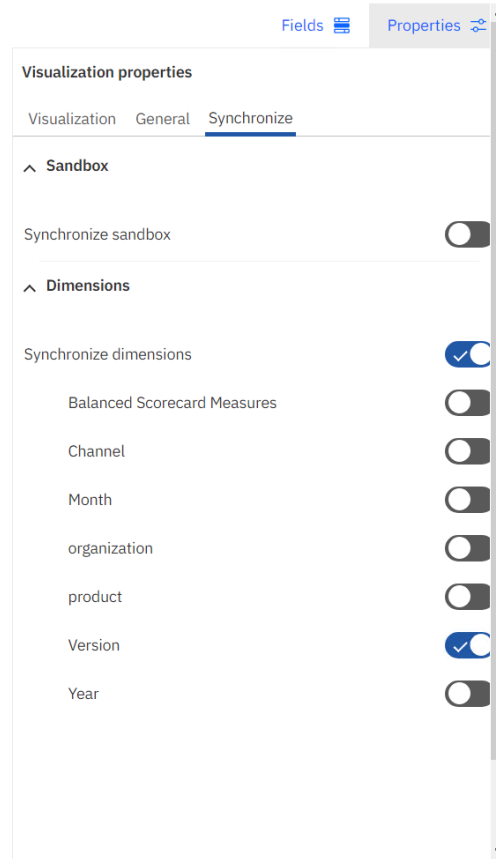 Fields Properties
Visualization properties
Visualization General Synchronize
Sandbox
Synchronize sandbox
Dimensions
Synchronize dimensions
Balanced Scorecard Measures
Channel
Month
organization
product
Version
Year